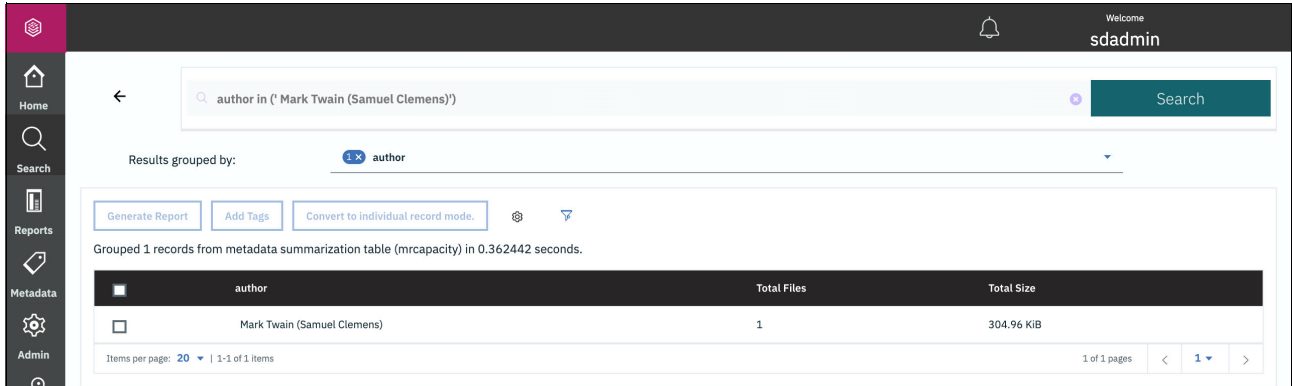 Welcome
sdadmin
Home
Search
Reports
Metadata
Admin
author in (' Mark Twain (Samuel Clemens)')
Search
Results grouped by:
1 × author
Generate Report Add Tags Convert to individual record mode.
Grouped 1 records from metadata summarization table (mrcapacity) in 0.362442 seconds.
author Total Files Total Size
Mark Twain (Samuel Clemens) 1 304.96 KiB
Items per page: 20 | 1-1 of 1 items 1 of 1 pages < 1 >